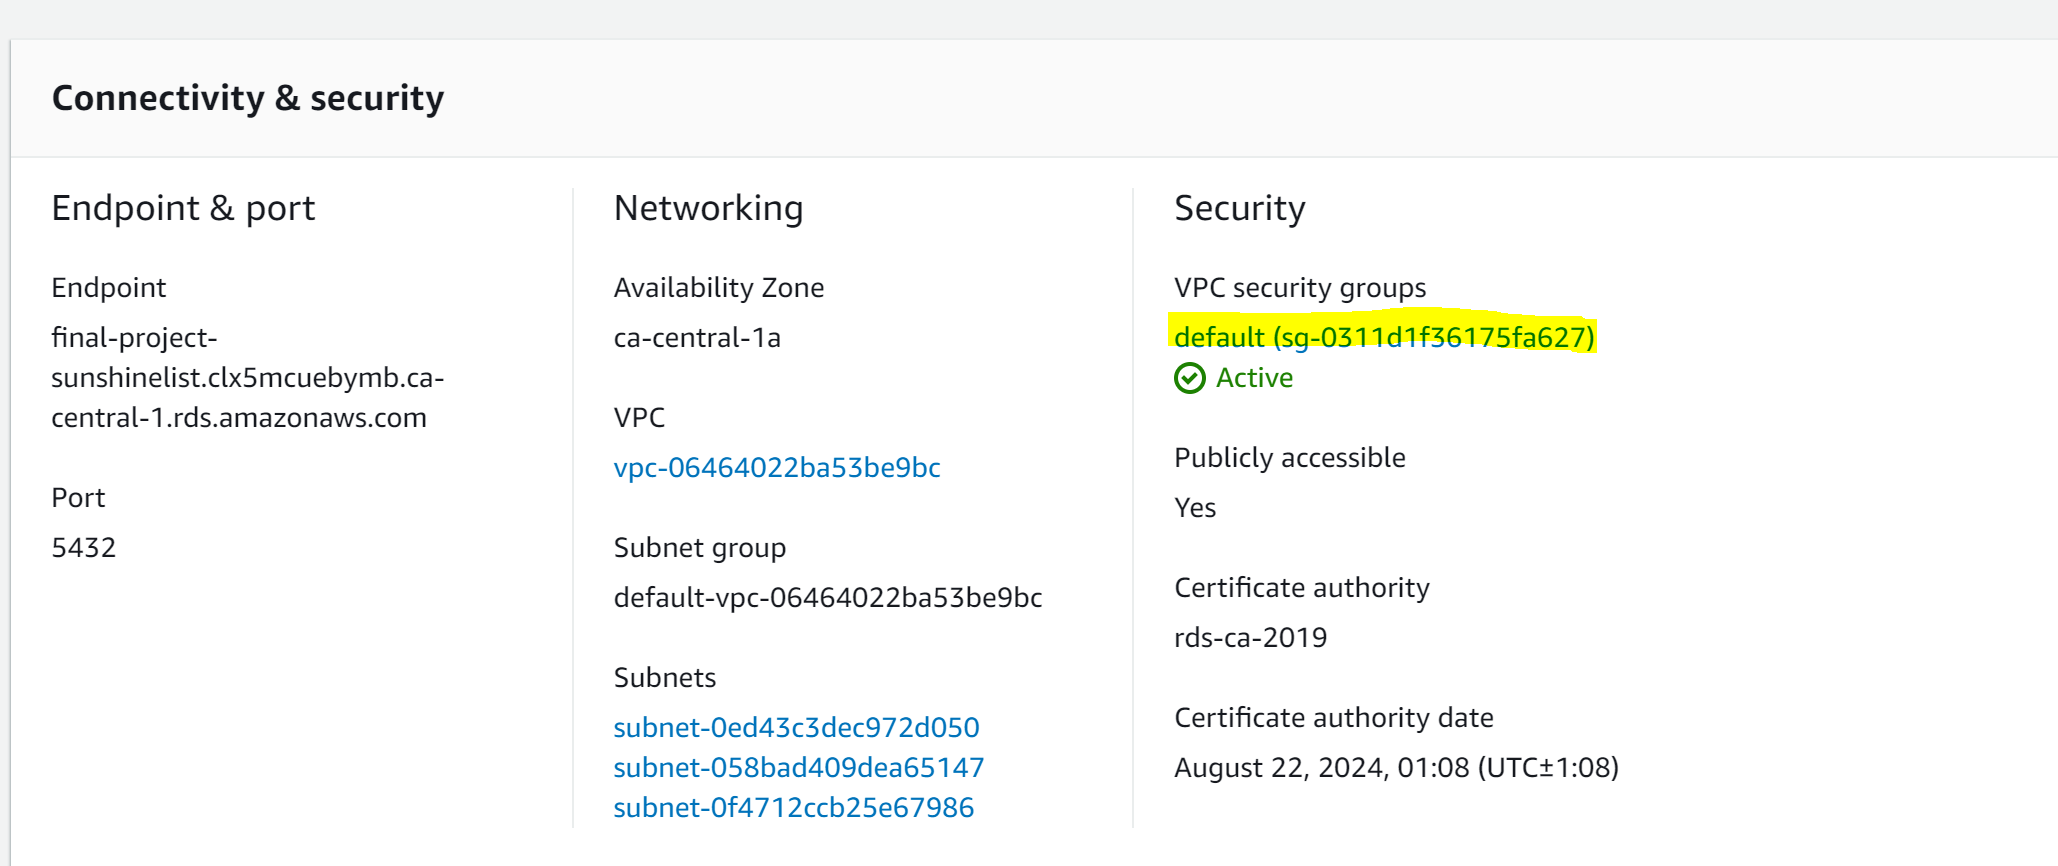 Connectivity & security
Endpoint & port
Endpoint
final-project-
sunshinelist.clx5mcuebymb.ca-
central-1.rds.amazonaws.com
Port
5432
Networking
Availability Zone
ca-central-1a
VPC
vpc-06464022ba53be9bc
Subnet group
default-vpc-06464022ba53be9bc
Subnets
subnet-0ed43c3dec972d050
subnet-058bad409dea65147
subnet-0f4712ccb25e67986
Security
VPC security groups
default (sg-0311d1f36175fa627)
Active
Publicly accessible
Yes
Certificate authority
rds-ca-2019
Certificate authority date
August 22, 2024, 01:08 (UTC±1:08)